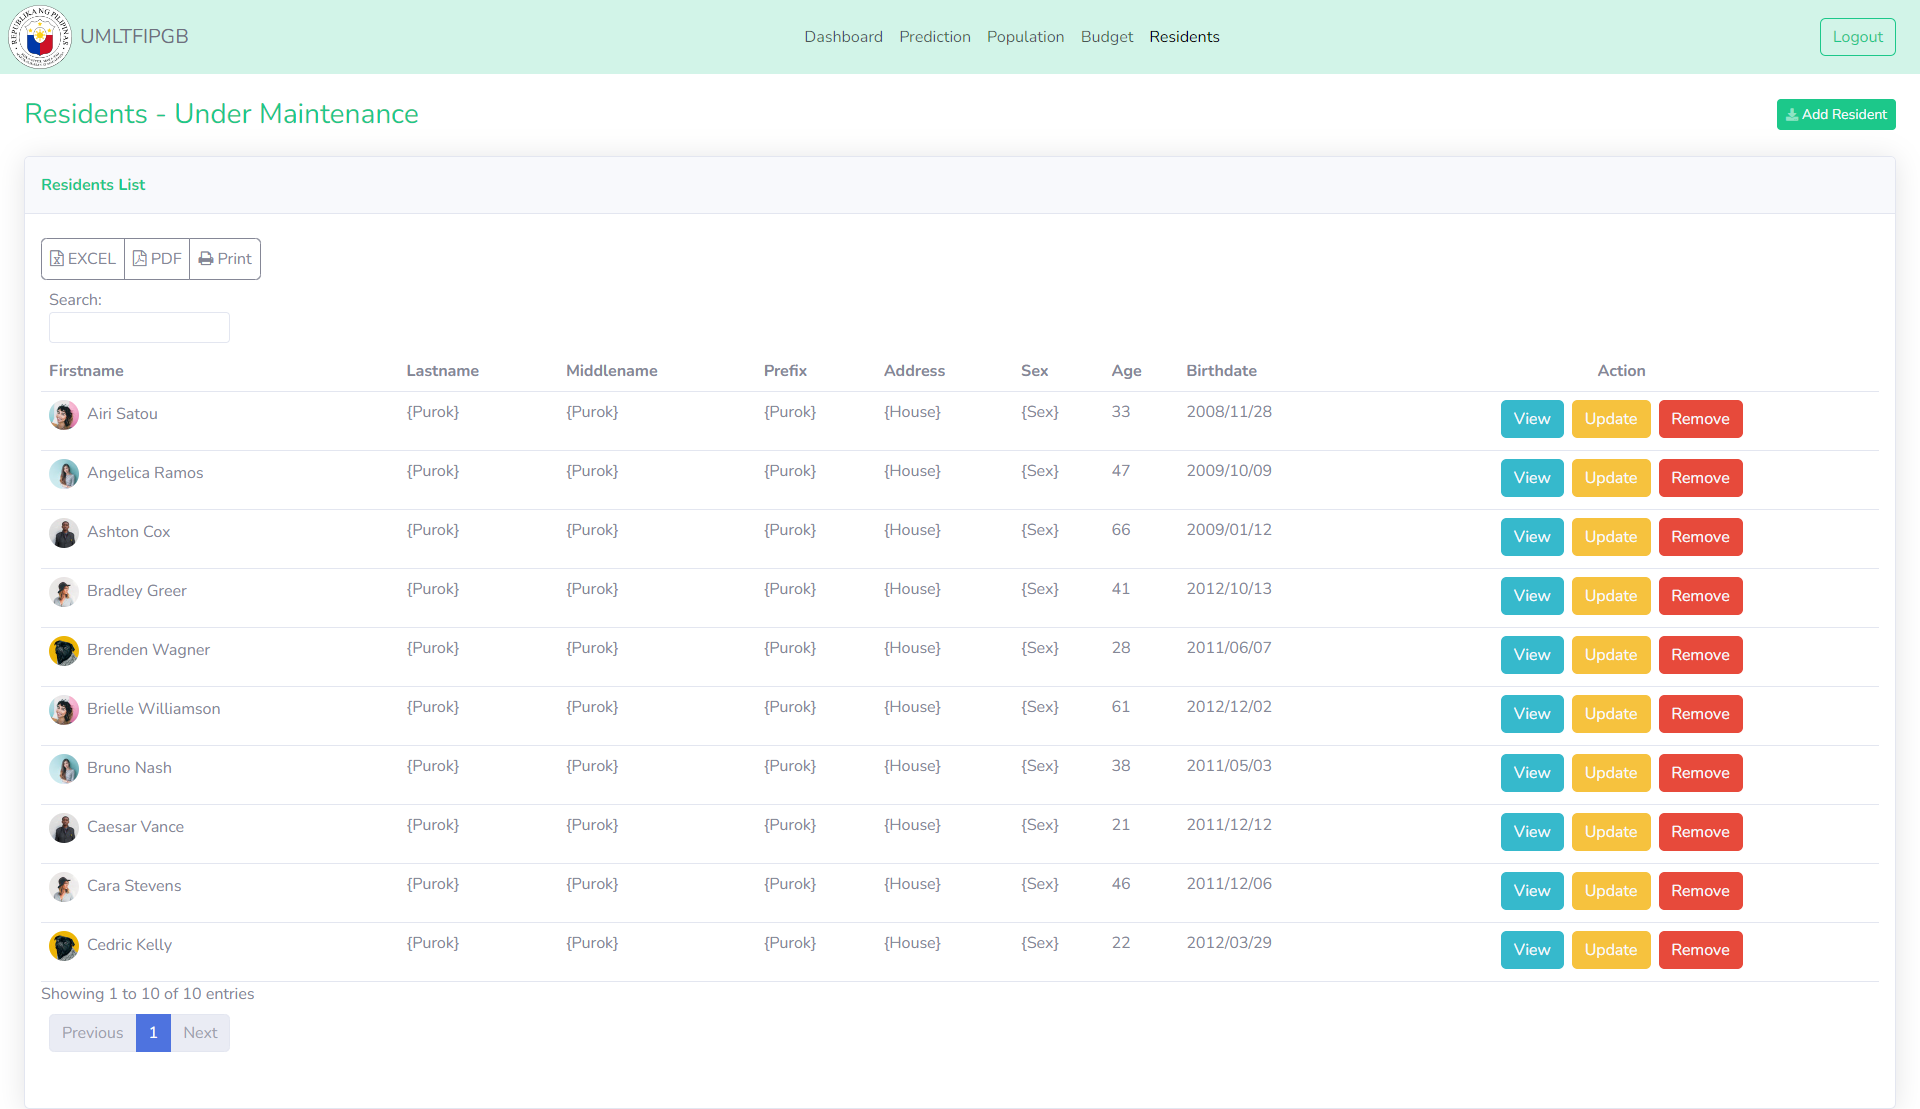 REPUBLIKA NG PILIPINAS
UMLTFIPGB
Dashboard Prediction Population Budget Residents
Logout
Residents - Under Maintenance
Add Resident
Residents List
EXCEL PDF Print
Search:
Firstname Lastname Middlename Prefix Address Sex Age Birthdate Action
Airi Satou {Purok} {Purok} {Purok} {House} {Sex} 33 2008/11/28 View Update Remove
Angelica Ramos {Purok} {Purok} {Purok} {House} {Sex} 47 2009/10/09 View Update Remove
Ashton Cox {Purok} {Purok} {Purok} {House} {Sex} 66 2009/01/12 View Update Remove
Bradley Greer {Purok} {Purok} {Purok} {House} {Sex} 41 2012/10/13 View Update Remove
Brenden Wagner {Purok} {Purok} {Purok} {House} {Sex} 28 2011/06/07 View Update Remove
Brielle Williamson {Purok} {Purok} {Purok} {House} {Sex} 61 2012/12/02 View Update Remove
Bruno Nash {Purok} {Purok} {Purok} {House} {Sex} 38 2011/05/03 View Update Remove
Caesar Vance {Purok} {Purok} {Purok} {House} {Sex} 21 2011/12/12 View Update Remove
Cara Stevens {Purok} {Purok} {Purok} {House} {Sex} 46 2011/12/06 View Update Remove
Cedric Kelly {Purok} {Purok} {Purok} {House} {Sex} 22 2012/03/29 View Update Remove
Showing 1 to 10 of 10 entries
Previous 1 Next